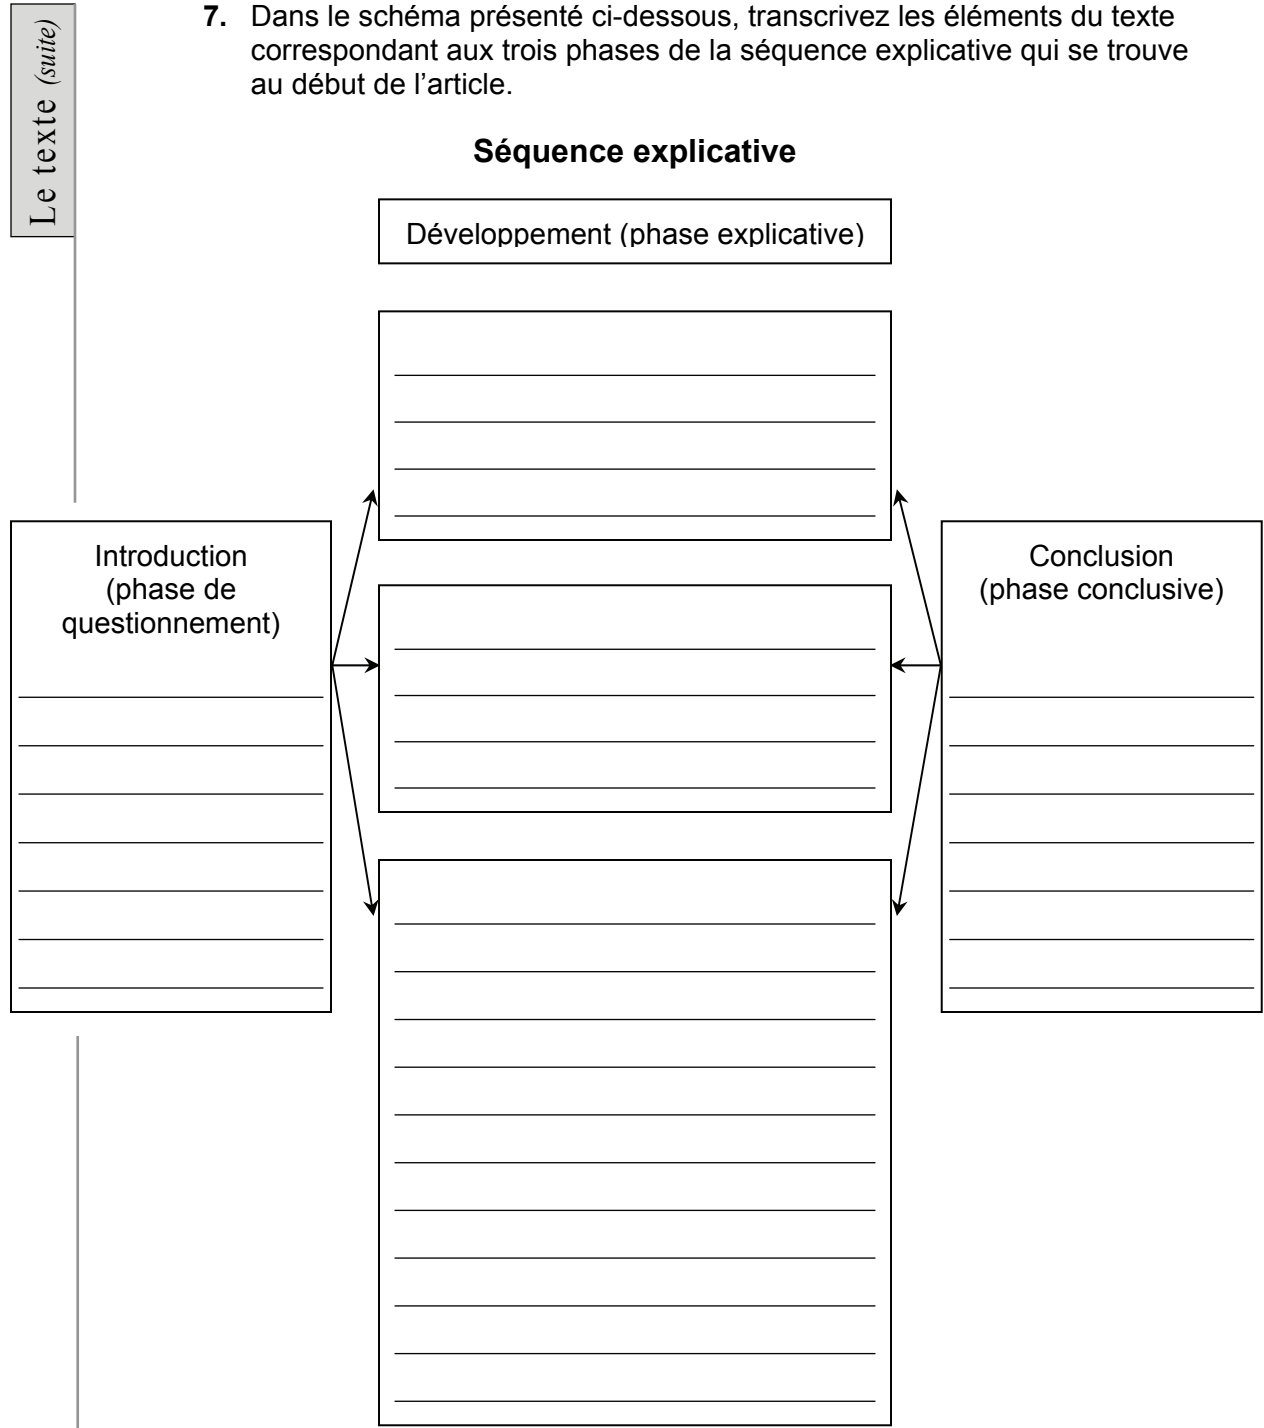 Le texte (suite)
7. Dans le schéma présenté ci-dessous, transcrivez les éléments du texte
correspondant aux trois phases de la séquence explicative qui se trouve
au début de l’article.
Séquence explicative
Développement (phase explicative)
Introduction
(phase de
questionnement)
Conclusion
(phase conclusive)